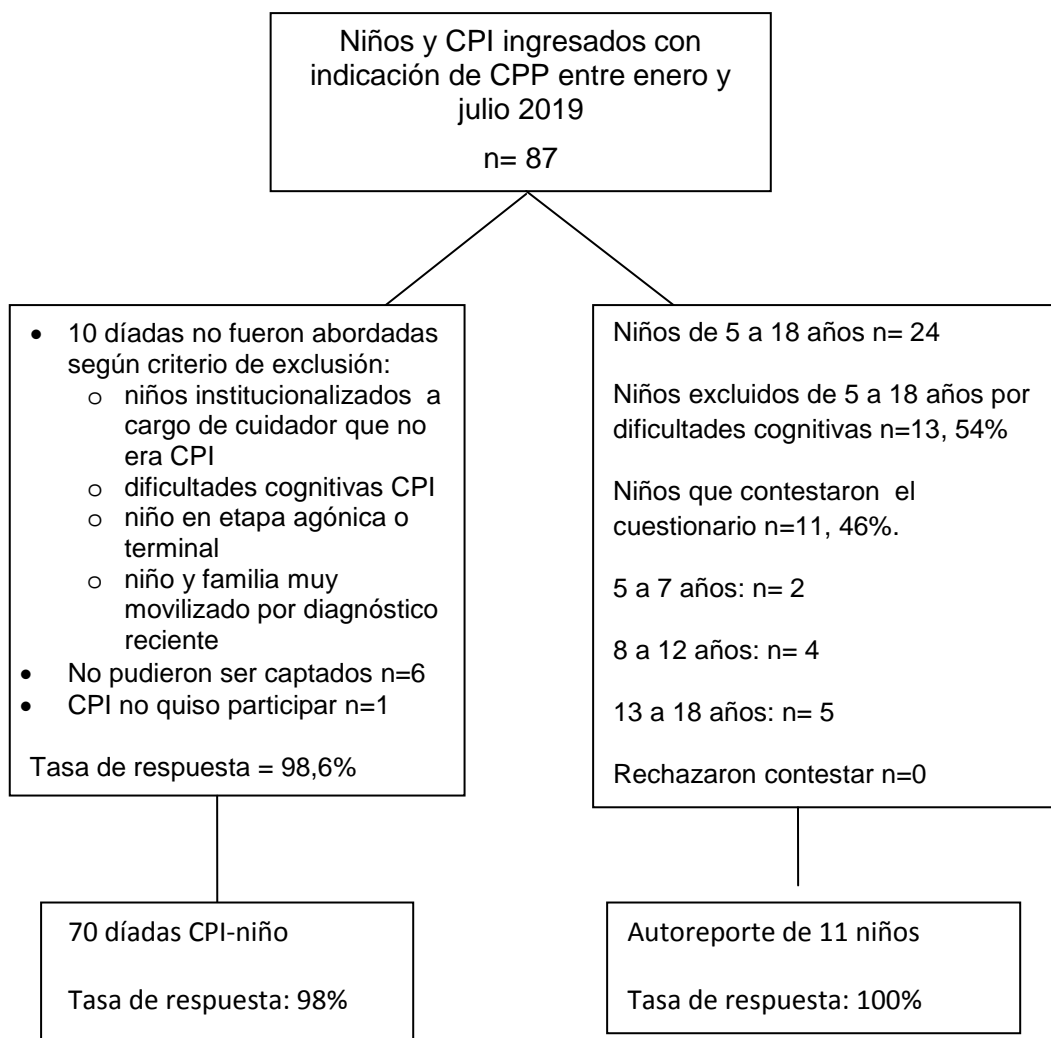 Niños y CPI ingresados con
indicación de CPP entre enero y
julio 2019
n= 87
• 10 díadas no fueron abordadas
según criterio de exclusión:
o niños institucionalizados a
cargo de cuidador que no
era CPI
o dificultades cognitivas CPI
o niño en etapa agónica o
terminal
o niño y familia muy
movilizado por diagnóstico
reciente
• No pudieron ser captados n=6
• CPI no quiso participar n=1
Tasa de respuesta = 98,6%
Niños de 5 a 18 años n= 24
Niños excluidos de 5 a 18 años por
dificultades cognitivas n=13, 54%
Niños que contestaron el
cuestionario n=11, 46%.
5 a 7 años: n= 2
8 a 12 años: n= 4
13 a 18 años: n= 5
Rechazaron contestar n=0
70 díadas CPI-niño
Tasa de respuesta: 98%
Autoreporte de 11 niños
Tasa de respuesta: 100%